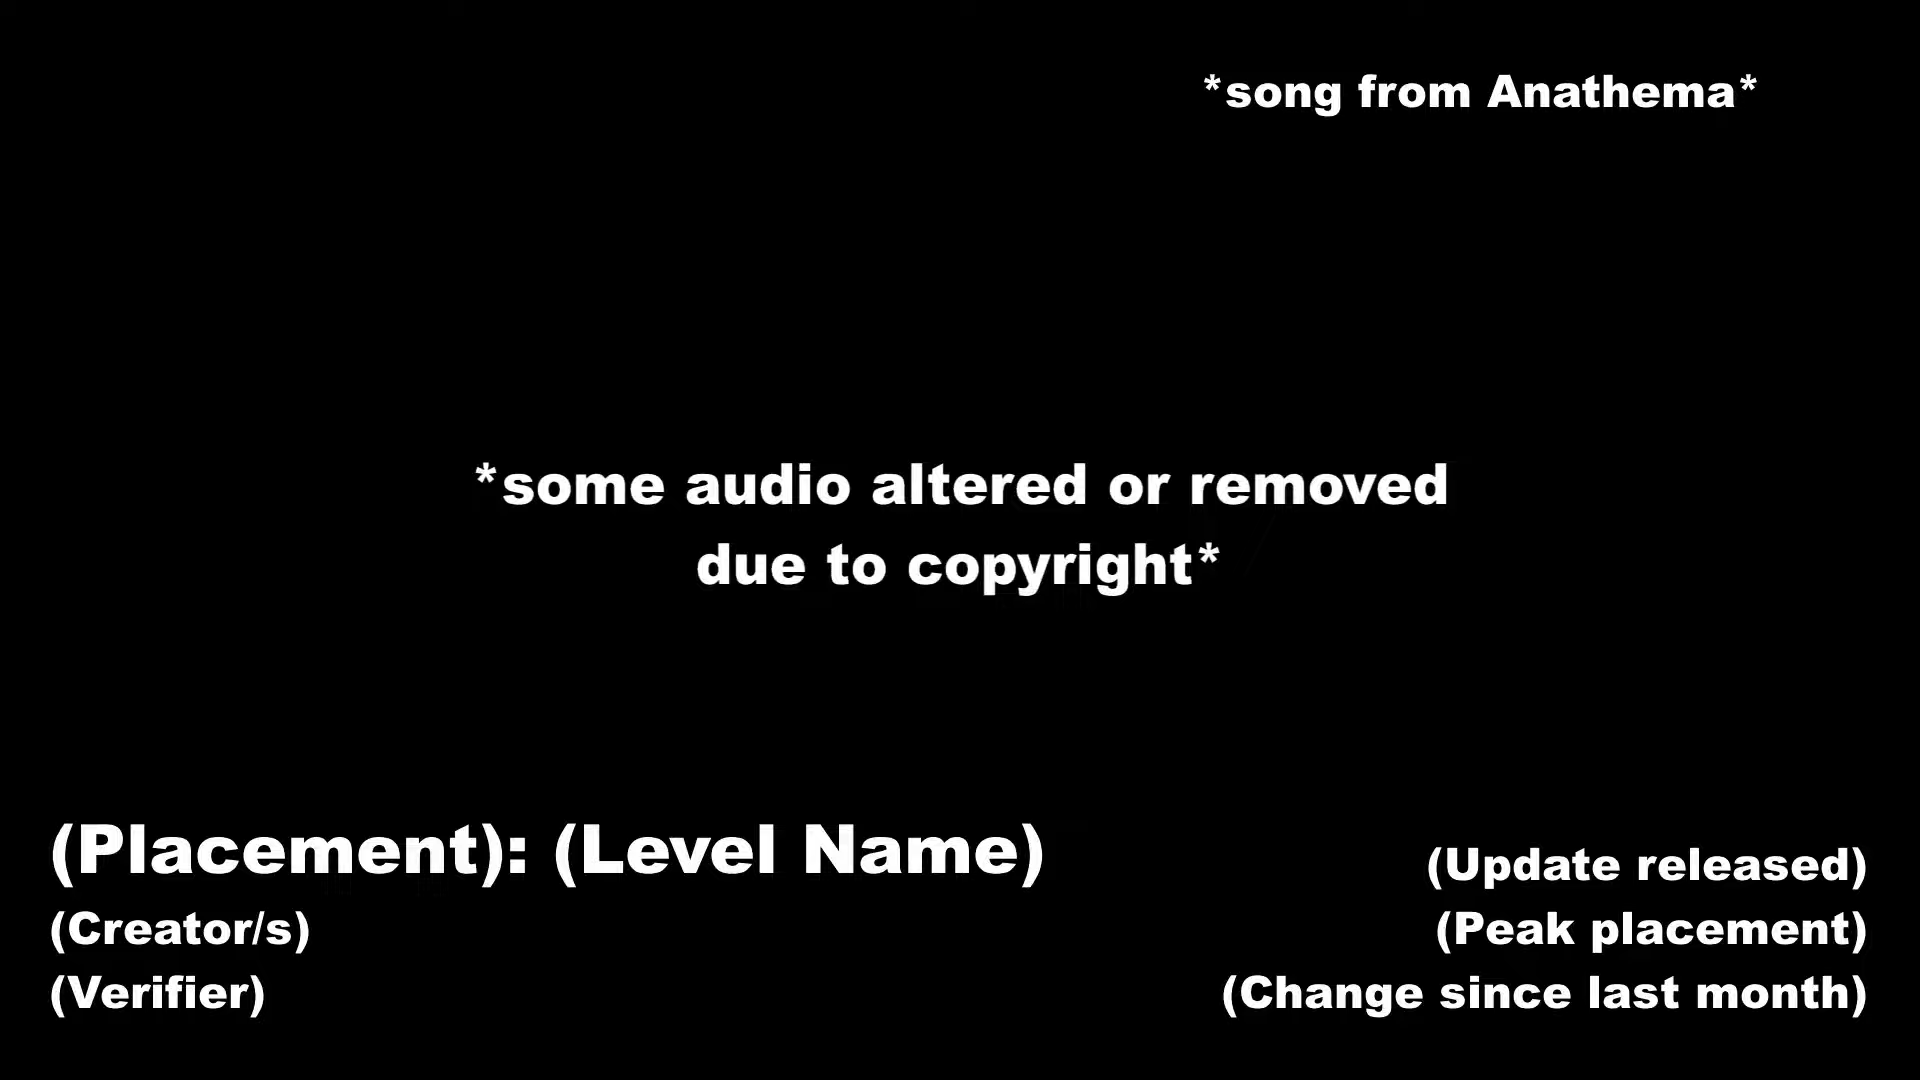 *song from Anathema*
*some audio altered or removed
due to copyright*
(Placement): (Level Name)
(Creator/s)
(Verifier)
(Update released)
(Peak placement)
(Change since last month)